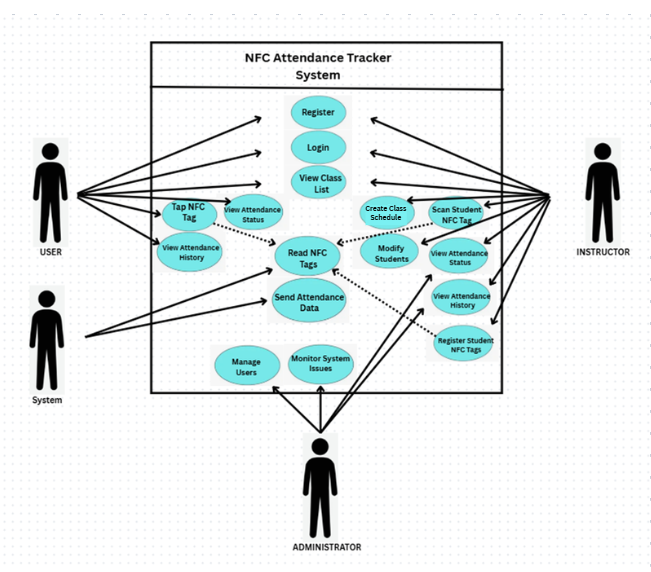 NFC Attendance Tracker
System
Register
Login
View Class
List
Tap NFC
Tag
View Attendance
Status
Create Class
Schedule
Scan Student
NFC Tag
View Attendance
History
Read NFC
Tags
Modify
Students
View Attendance
Status
Send Attendance
Data
View Attendance
History
Register Student
NFC Tags
Manage
Users
Monitor System
Issues
USER
INSTRUCTOR
System
ADMINISTRATOR